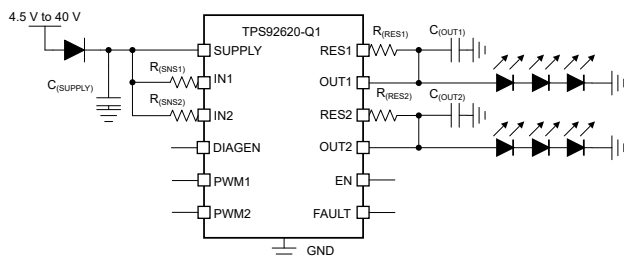 4.5 V to 40 V
TPS92620-Q1
SUPPLY
RES1
R(RES1)
C(OUT1)
R(SNS1)
IN1
OUT1
C(SUPPLY)
R(SNS2)
R(RES2)
C(OUT2)
IN2
RES2
DIAGEN
OUT2
PWM1
EN
PWM2
FAULT
GND